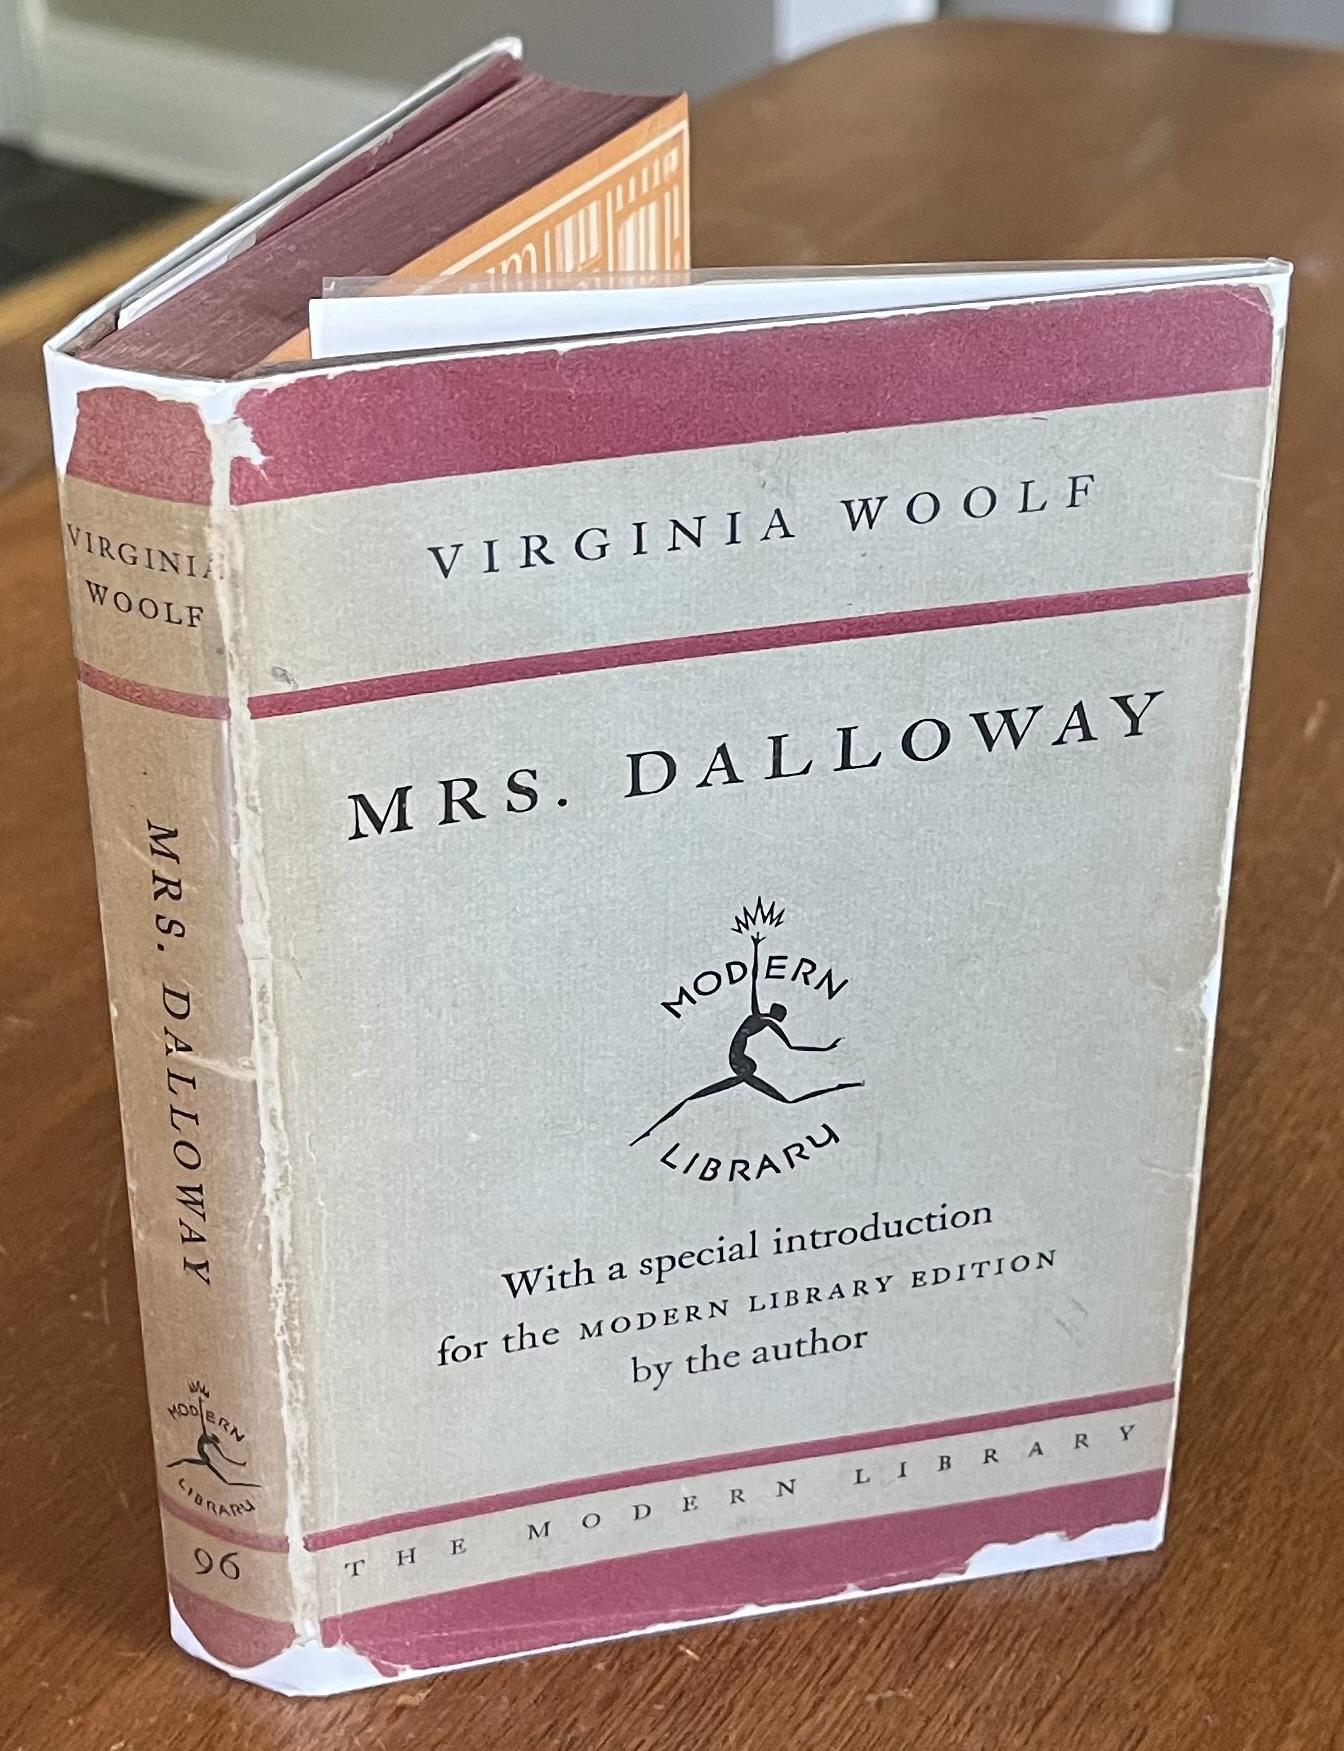 VIRGINIA WOOLF
MRS. DALLOWAY
MODERN
LIBRARY
With a special introduction
for the MODERN LIBRARY EDITION
by the author
THE MODERN LIBRARY
VIRGINIA
WOOLF
MRS. DALLOWAY
MODERN
LIBRARY
96